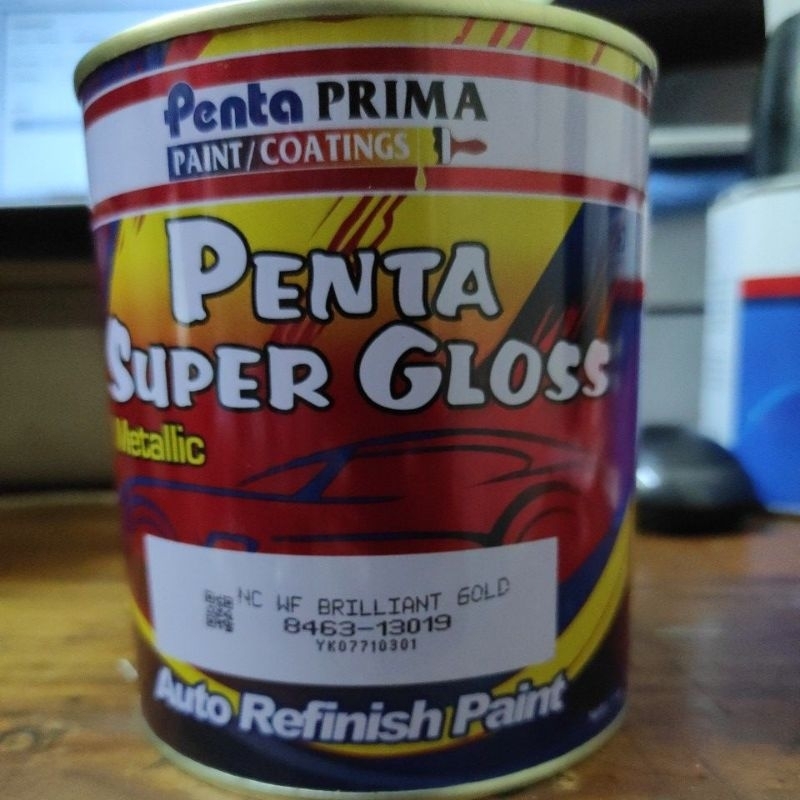 Penta PRIMA
PAINT/COATINGS
PENTA
SUPER GLOSS
Metallic
NC WF BRILLIANT GOLD
8463-13019
YK07710301
Auto Refinish Paint